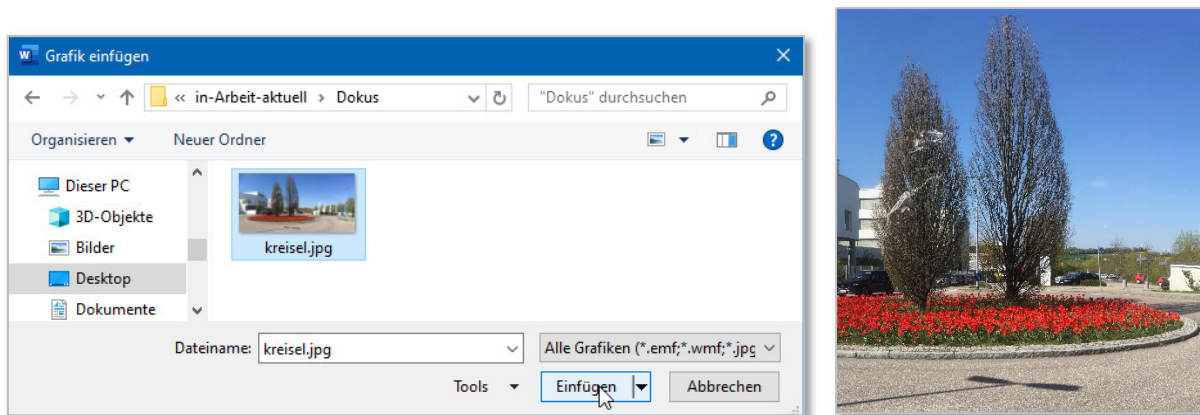 W Grafik einfügen
« in-Arbeit-aktuell › Dokus
"Dokus" durchsuchen
Organisieren
Neuer Ordner
?
Dieser PC
3D-Objekte
Bilder
Desktop
Dokumente
kreisel.jpg
Dateiname: kreisel.jpg
Alle Grafiken (*.emf;*.wmf;*.jpg
Tools
Einfügen
Abbrechen